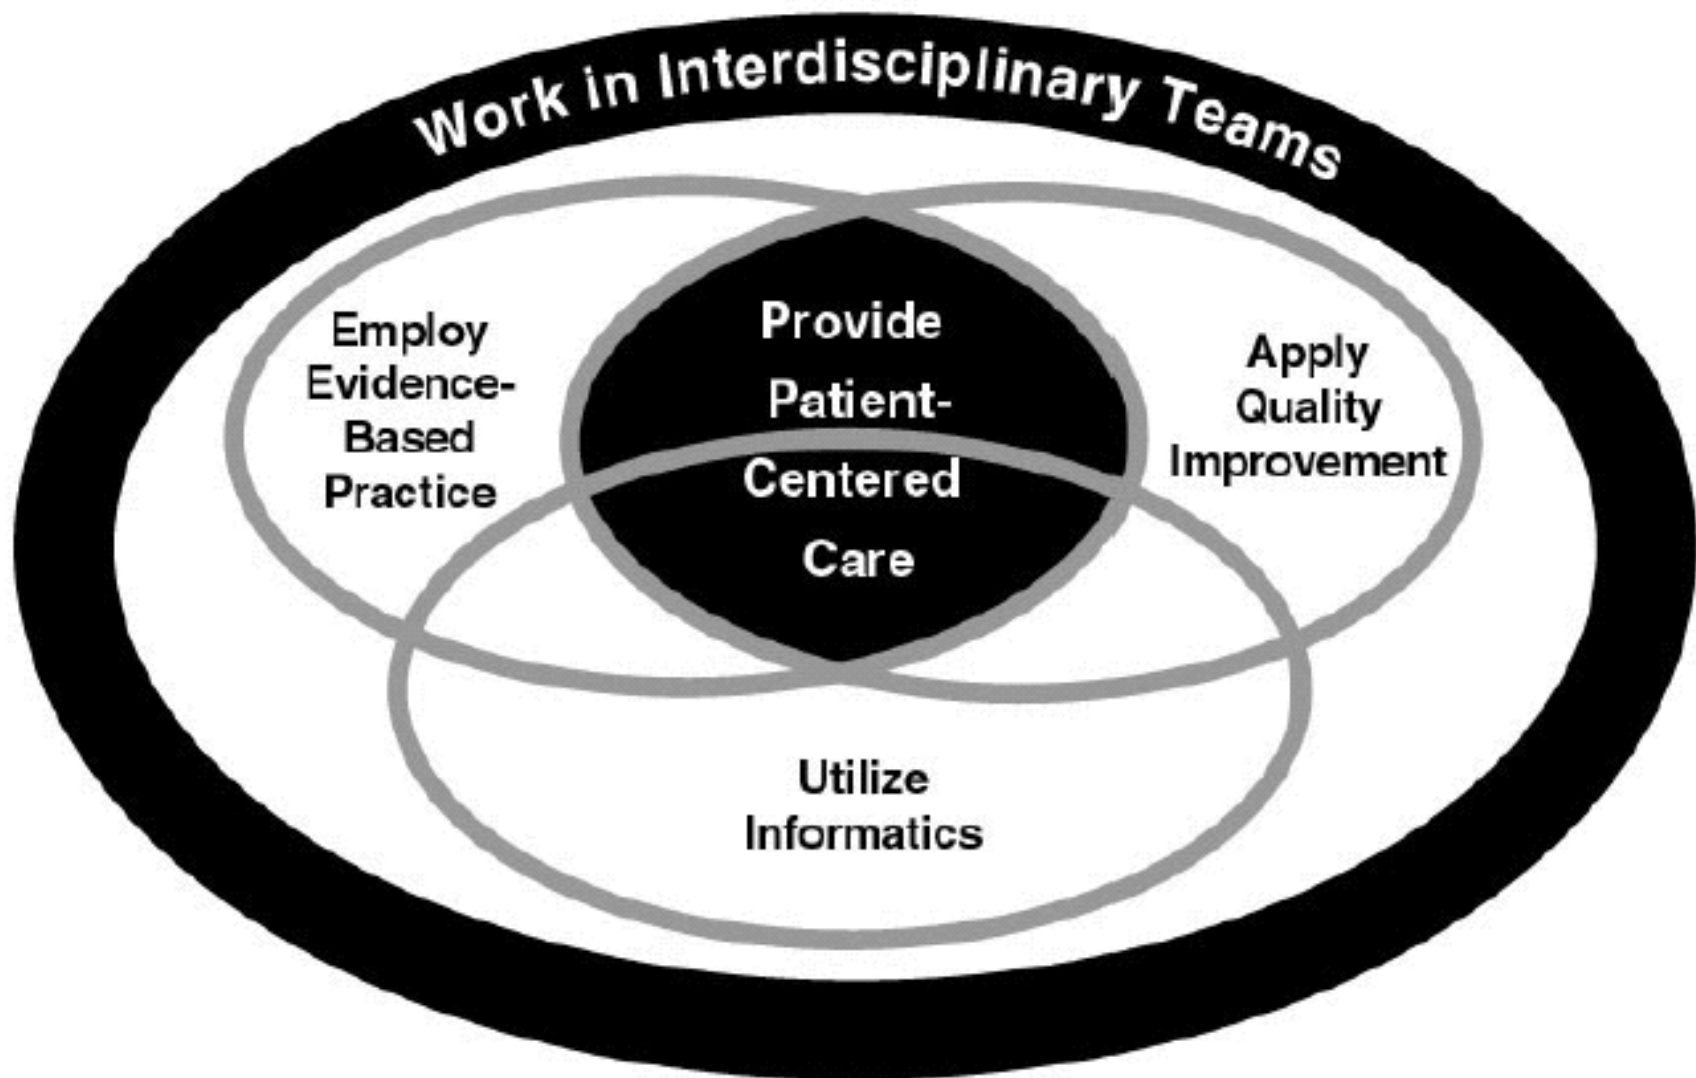 Work in Interdisciplinary Teams
Employ
Evidence-
Based
Practice
Provide
Patient-
Centered
Care
Apply
Quality
Improvement
Utilize
Informatics